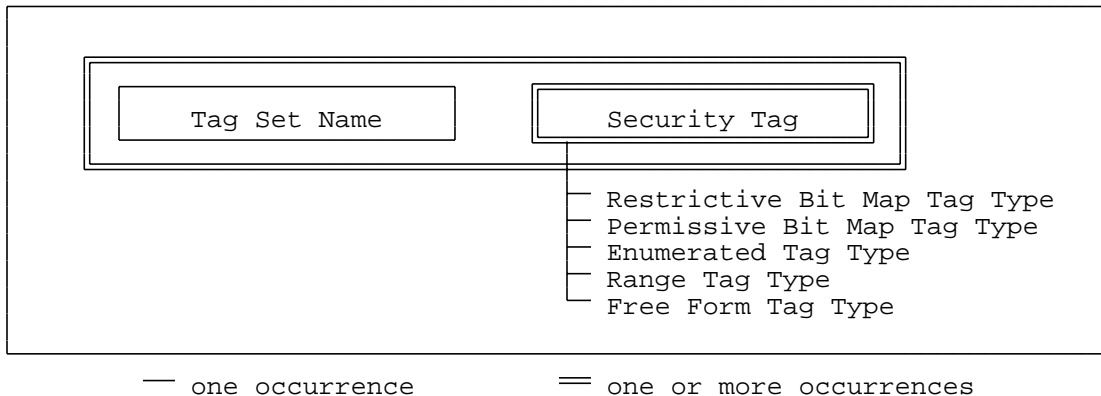 Tag Set Name
Security Tag
Restrictive Bit Map Tag Type
Permissive Bit Map Tag Type
Enumerated Tag Type
Range Tag Type
Free Form Tag Type
one occurrence
one or more occurrences